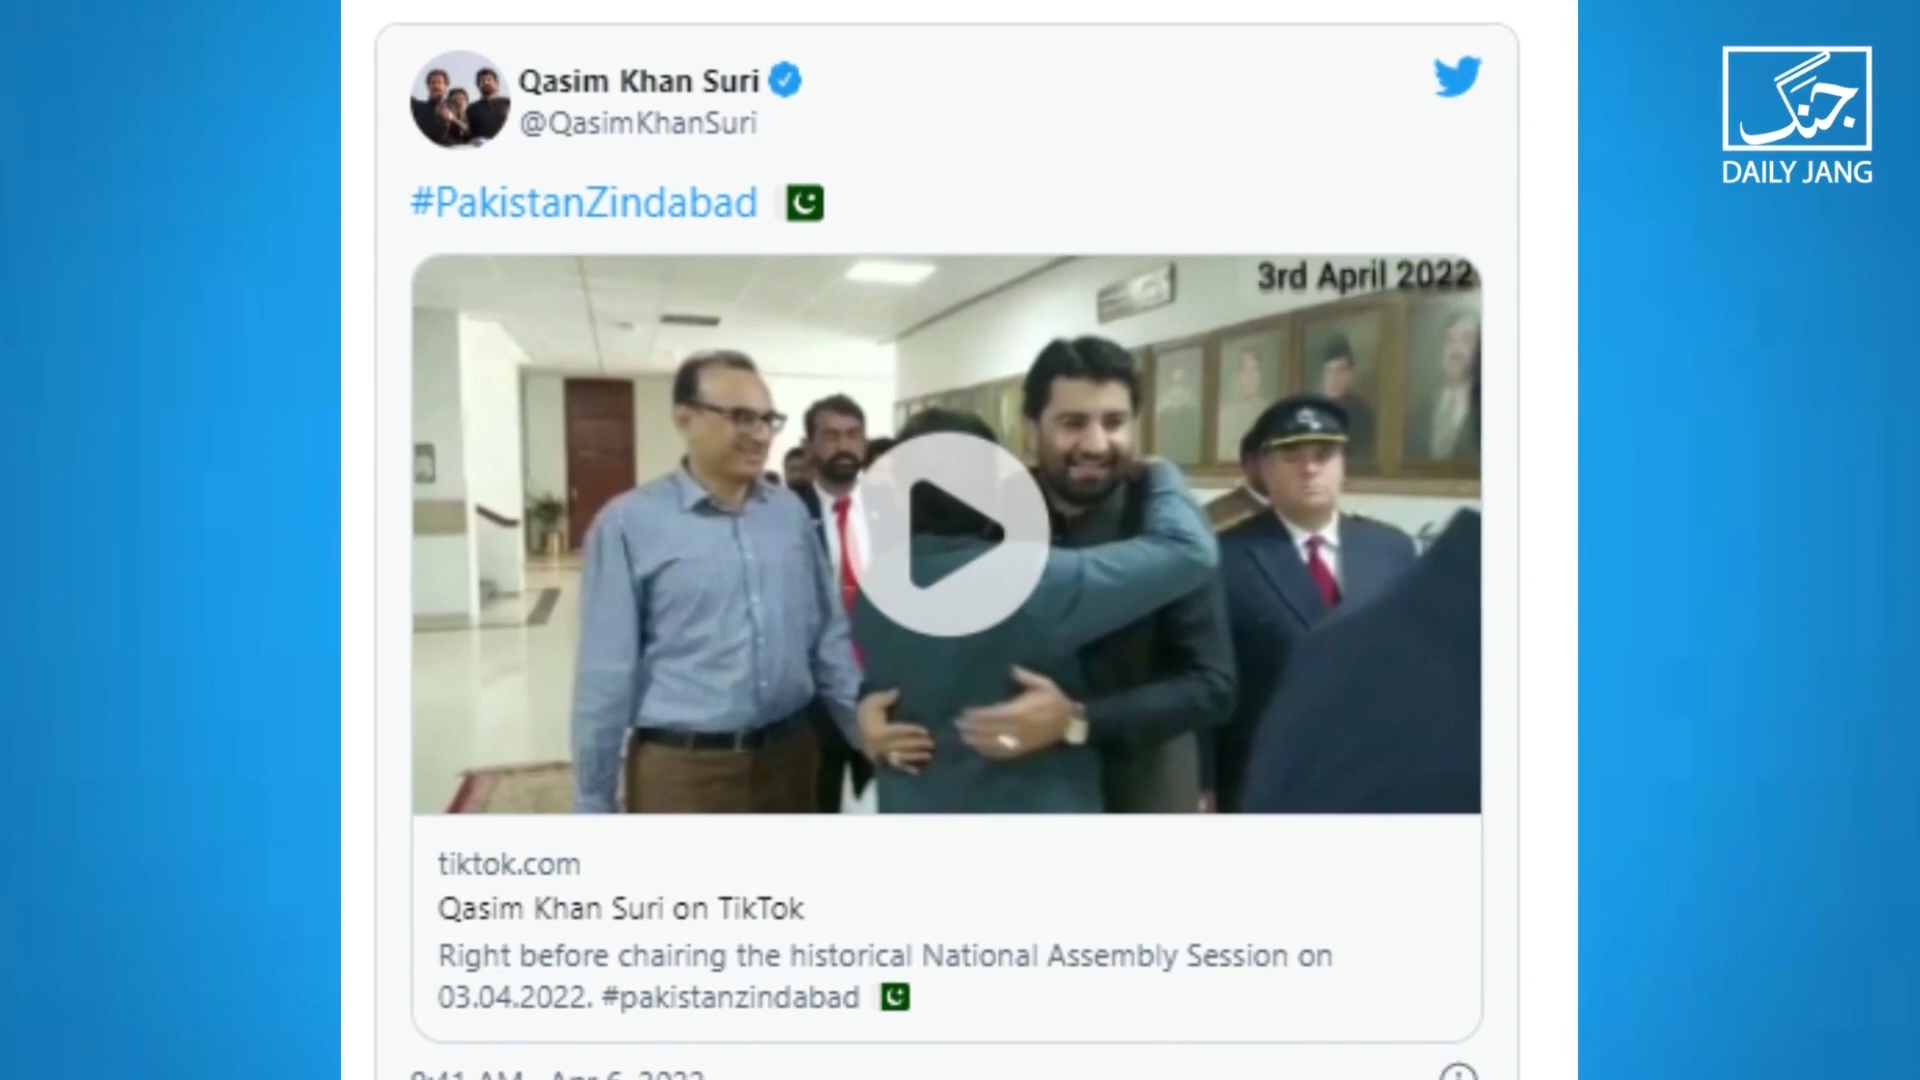 Qasim Khan Suri
@QasimKhanSuri
#PakistanZindabad
3rd April 2022
tiktok.com
Qasim Khan Suri on TikTok
Right before chairing the historical National Assembly Session on
03.04.2022. #pakistanzindabad
جنگ
DAILY JANG